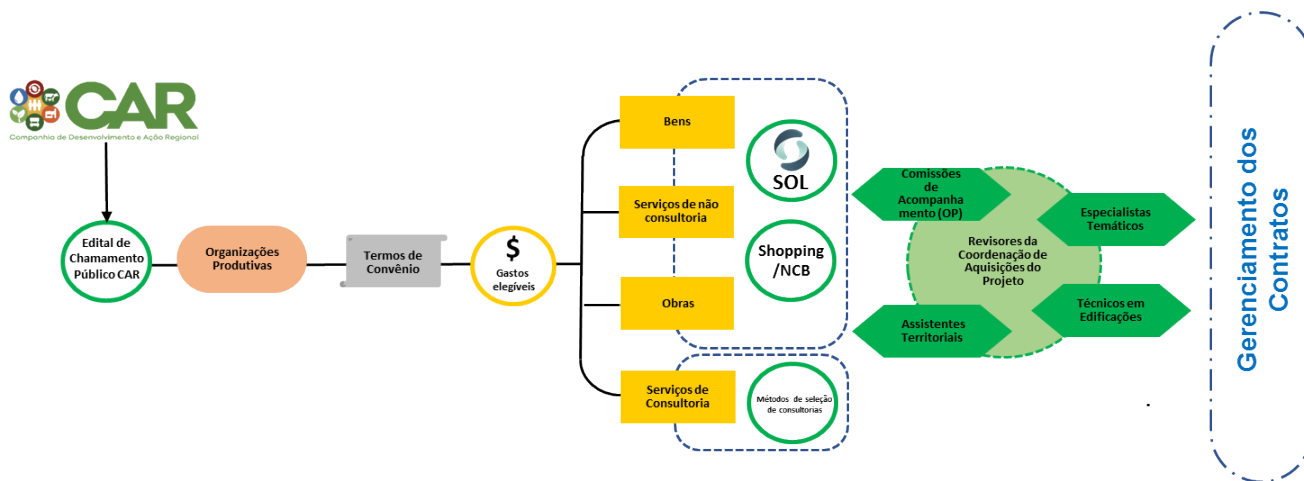 CAR
Companhia de Desenvolvimento e Ação Regional
Edital de
Chamamento
Público CAR
Organizações
Produtivas
Termos de
Convênio
$
Gastos
elegíveis
Bens
Serviços de não
consultoria
Obras
Serviços de
Consultoria
SOL
Shopping
/NCB
Métodos de seleção
de consultorias
Comissões
de
Acompanha
mento (OP)
Especialistas
Temáticos
Revisores da
Coordenação de
Aquisições do
Projeto
Assistentes
Territoriais
Técnicos em
Edificações
Gerenciamento dos
Contratos